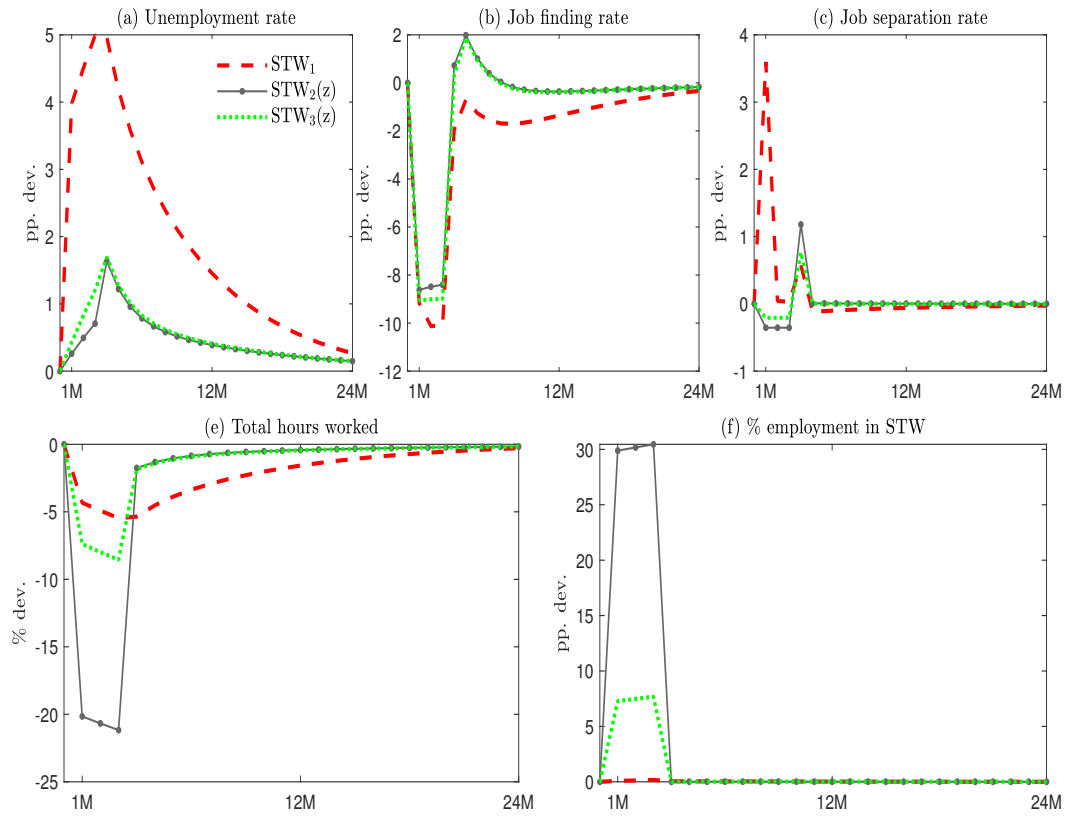 (a) Unemployment rate
5
4
3
2
1
0
pp. dev.
1M 12M 24M
STW1
STW2(z)
STW3(z)
(b) Job finding rate
2
0
-2
-4
-6
-8
-10
-12
pp. dev.
1M 12M 24M
(c) Job separation rate
4
3
2
1
0
-1
pp. dev.
1M 12M 24M
(e) Total hours worked
0
-5
-10
-15
-20
-25
% dev.
1M 12M 24M
(f) % employment in STW
30
25
20
15
10
5
0
pp. dev.
1M 12M 24M